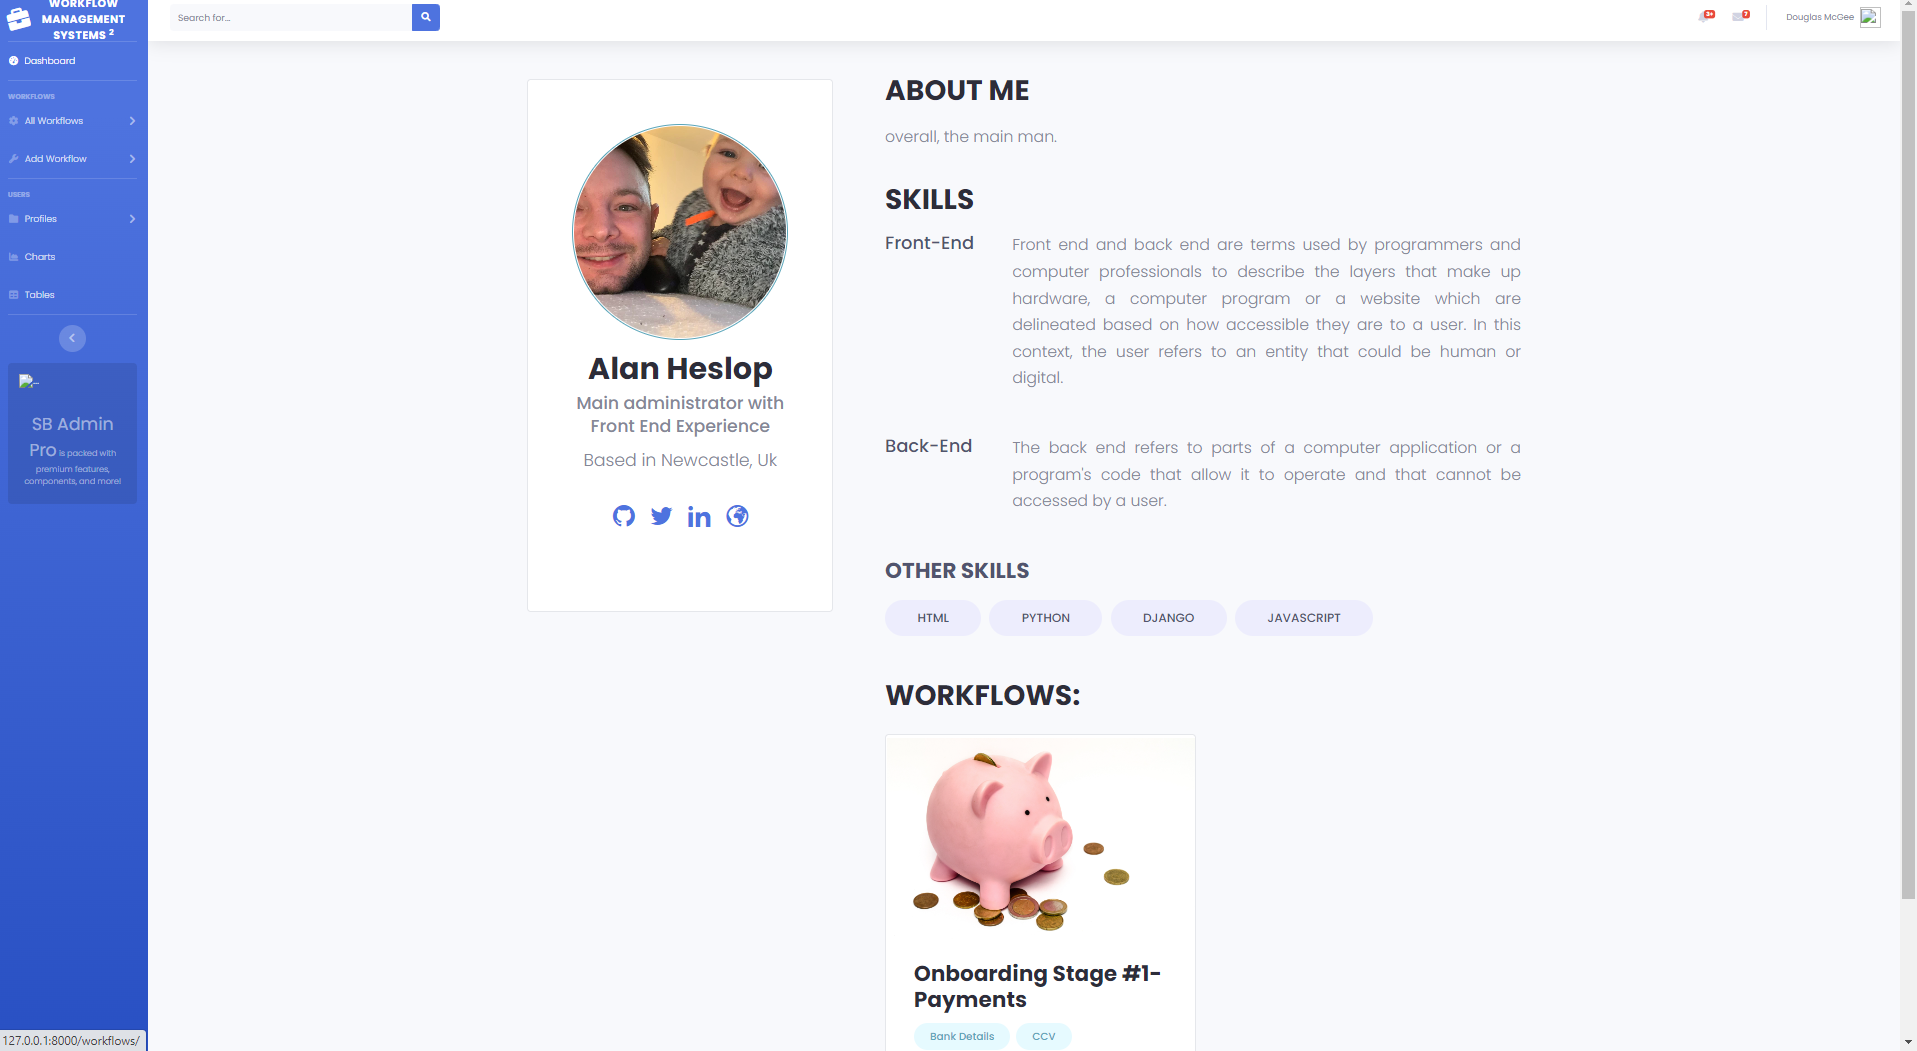 WORKFLOW
MANAGEMENT
SYSTEMS 2
Search for...
3+
7
Douglas McGee
Dashboard
WORKFLOWS
All Workflows
Add Workflow
USERS
Profiles
Charts
Tables
...
SB Admin
Pro is packed with
premium features,
components, and more!
Alan Heslop
Main administrator with
Front End Experience
Based in Newcastle, Uk
ABOUT ME
overall, the main man.
SKILLS
Front-End
Front end and back end are terms used by programmers and
computer professionals to describe the layers that make up
hardware, a computer program or a website which are
delineated based on how accessible they are to a user. In this
context, the user refers to an entity that could be human or
digital.
Back-End
The back end refers to parts of a computer application or a
program's code that allow it to operate and that cannot be
accessed by a user.
OTHER SKILLS
HTML PYTHON DJANGO JAVASCRIPT
WORKFLOWS:
Onboarding Stage #1-
Payments
Bank Details CCV
127.0.0.1:8000/workflows/